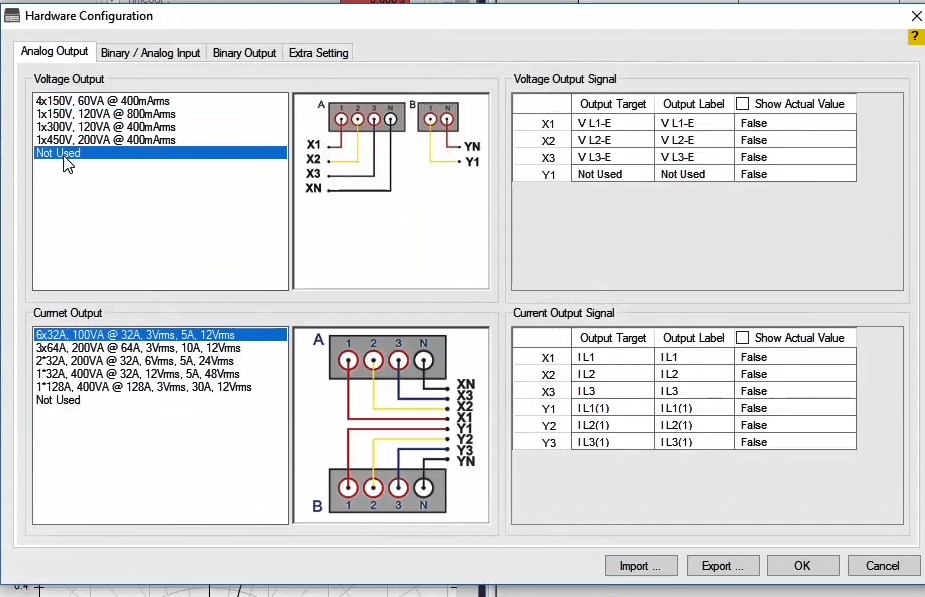 Hardware Configuration
?
Analog Output
Binary / Analog Input
Binary Output
Extra Setting
Voltage Output
4x150V, 60VA @ 400mArms
1x150V, 120VA @ 800mArms
1x300V, 120VA @ 400mArms
1x450V, 200VA @ 400mArms
Not Used
A 1 2 3 N B 1 N
X1
X2
X3
XN
YN
Y1
Voltage Output Signal
Output Target Output Label Show Actual Value
X1 V L1-E V L1-E False
X2 V L2-E V L2-E False
X3 V L3-E V L3-E False
Y1 Not Used Not Used False
Currnet Output
6x32A, 100VA @ 32A, 3Vrms, 5A, 12Vrms
3x64A, 200VA @ 64A, 3Vrms, 10A, 12Vrms
2*32A, 200VA @ 32A, 6Vrms, 5A, 24Vrms
1*32A, 400VA @ 32A, 12Vrms, 5A, 48Vrms
1*128A, 400VA @ 128A, 3Vrms, 30A, 12Vrms
Not Used
A 1 2 3 N
XN
X3
X2
X1
Y1
Y2
Y3
YN
B 1 2 3 N
Current Output Signal
Output Target Output Label Show Actual Value
X1 I L1 I L1 False
X2 I L2 I L2 False
X3 I L3 I L3 False
Y1 I L1(1) I L1(1) False
Y2 I L2(1) I L2(1) False
Y3 I L3(1) I L3(1) False
Import ...
Export ...
OK
Cancel